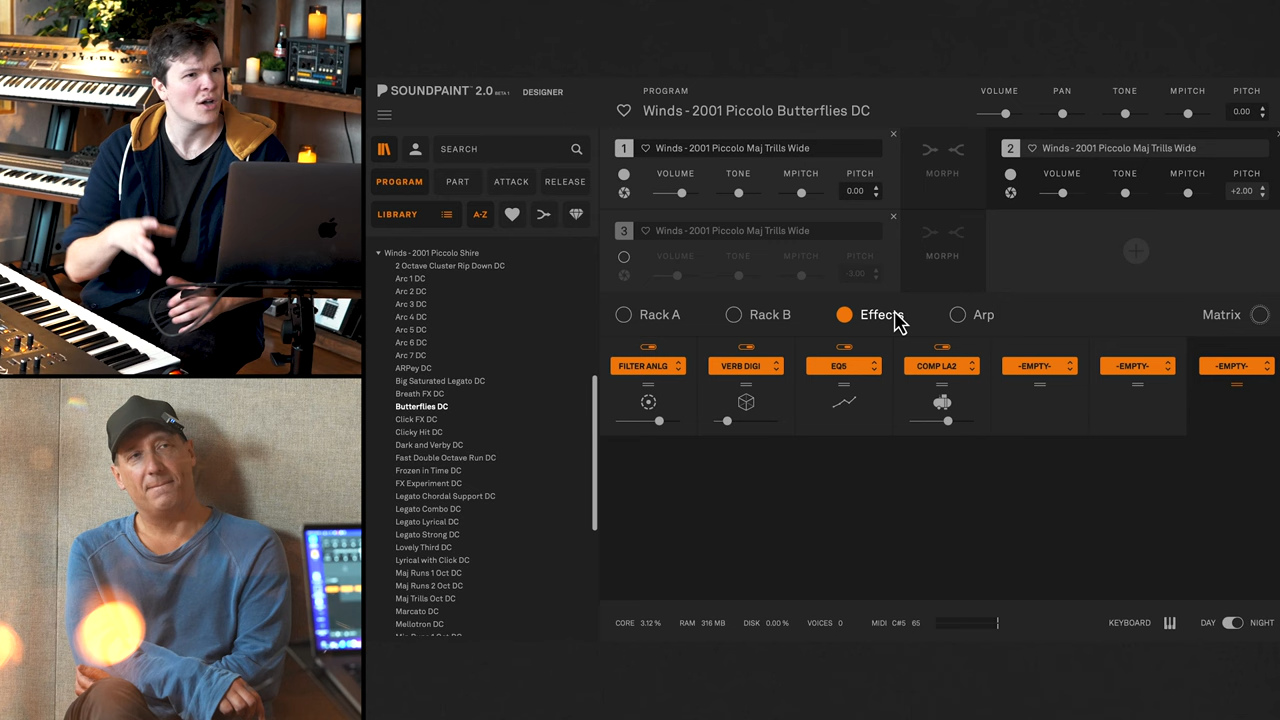 SOUNDPAINT 2.0 BETA 1 DESIGNER
PROGRAM
Winds - 2001 Piccolo Butterflies DC
VOLUME PAN TONE MPITCH PITCH
0.00
SEARCH
PROGRAM PART ATTACK RELEASE
LIBRARY A-Z
1 Winds - 2001 Piccolo Maj Trills Wide
VOLUME TONE MPITCH PITCH
0.00
MORPH
2 Winds - 2001 Piccolo Maj Trills Wide
VOLUME TONE MPITCH PITCH
+2.00
3 Winds - 2001 Piccolo Maj Trills Wide
VOLUME TONE MPITCH PITCH
-3.00
MORPH
Winds - 2001 Piccolo Shire
2 Octave Cluster Rip Down DC
Arc 1 DC
Arc 2 DC
Arc 3 DC
Arc 4 DC
Arc 5 DC
Arc 6 DC
Arc 7 DC
ARPey DC
Big Saturated Legato DC
Breath FX DC
Butterflies DC
Click FX DC
Clicky Hit DC
Dark and Verby DC
Fast Double Octave Run DC
Frozen in Time DC
FX Experiment DC
Legato Chordal Support DC
Legato Combo DC
Legato Lyrical DC
Legato Strong DC
Lovely Third DC
Lyrical with Click DC
Maj Runs 1 Oct DC
Maj Runs 2 Oct DC
Maj Trills Oct DC
Marcato DC
Mellotron DC
Rack A Rack B Effects Arp Matrix
FILTER ANLG VERB DIGI EQ5 COMP LA2 -EMPTY- -EMPTY- -EMPTY-
CORE 3.12 % RAM 316 MB DISK 0.00 % VOICES 0 MIDI C#5 65
KEYBOARD DAY NIGHT